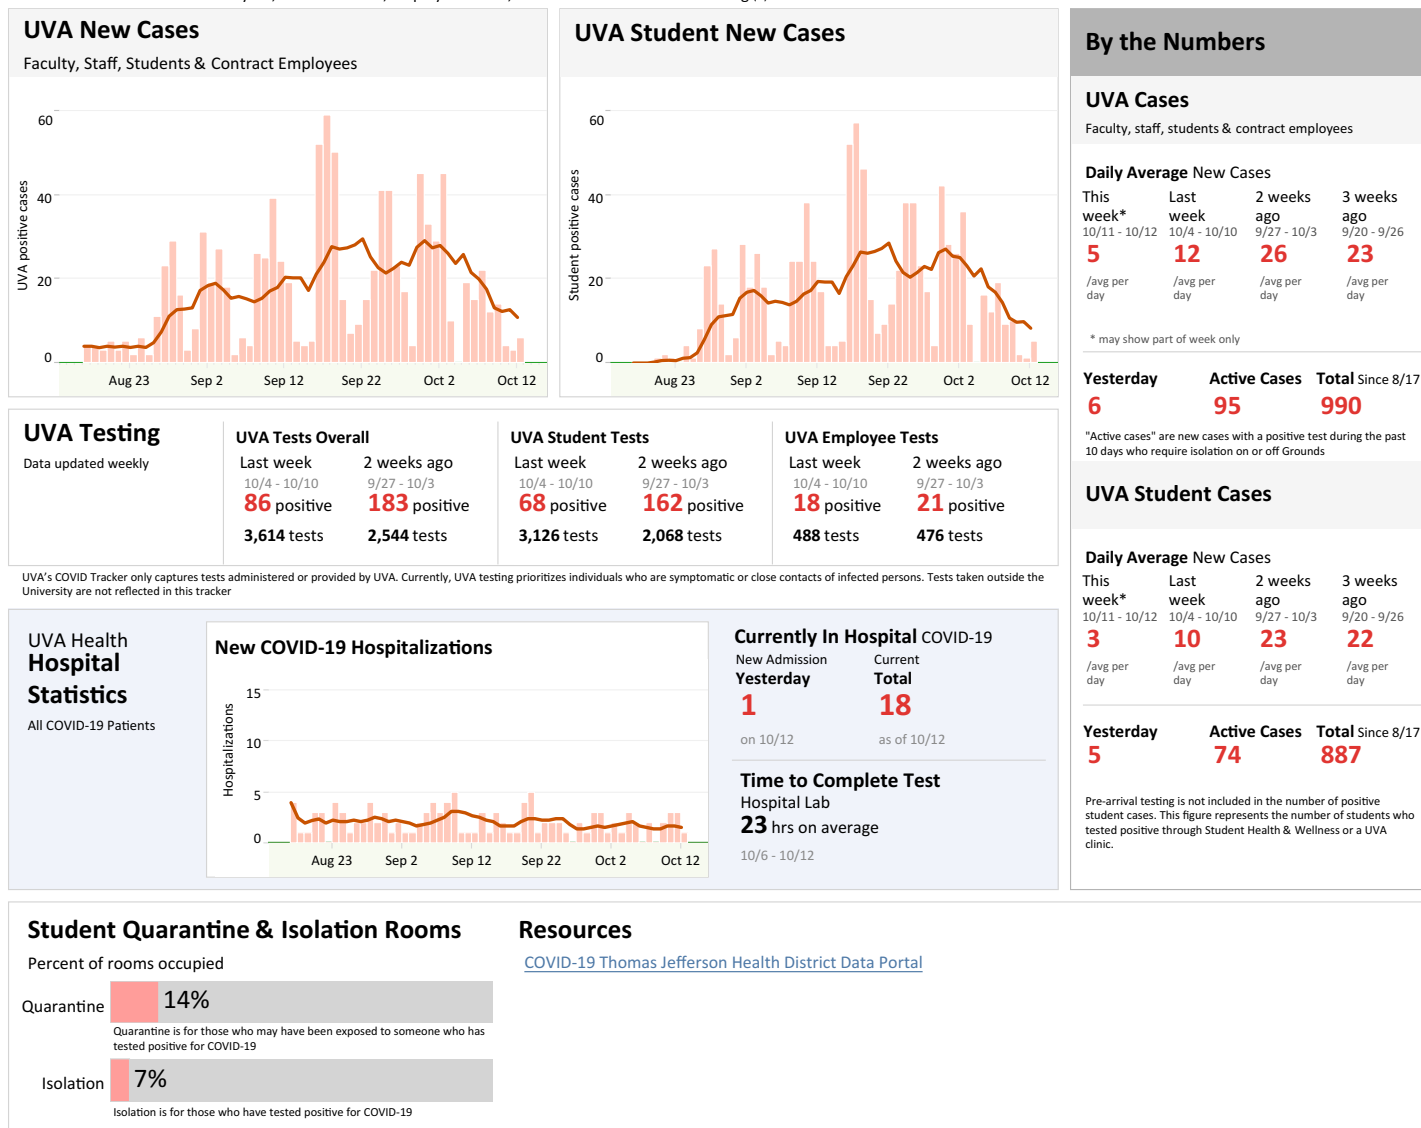 UVA New Cases
Faculty, Staff, Students & Contract Employees
UVA positive cases
60
40
20
0
Aug 23
Sep 2
Sep 12
Sep 22
Oct 2
Oct 12
UVA Student New Cases
Student positive cases
60
40
20
0
Aug 23
Sep 2
Sep 12
Sep 22
Oct 2
Oct 12
By the Numbers
UVA Cases
Faculty, staff, students & contract employees
Daily Average New Cases
This week* Last week 2 weeks ago 3 weeks ago
10/11 - 10/12 10/4 - 10/10 9/27 - 10/3 9/20 - 9/26
5 12 26 23
/avg per day /avg per day /avg per day /avg per day
* may show part of week only
Yesterday Active Cases Total Since 8/17
6 95 990
"Active cases" are new cases with a positive test during the past
10 days who require isolation on or off Grounds
UVA Student Cases
Daily Average New Cases
This week* Last week 2 weeks ago 3 weeks ago
10/11 - 10/12 10/4 - 10/10 9/27 - 10/3 9/20 - 9/26
3 10 23 22
/avg per day /avg per day /avg per day /avg per day
Yesterday Active Cases Total Since 8/17
5 74 887
Pre-arrival testing is not included in the number of positive
student cases. This figure represents the number of students who
tested positive through Student Health & Wellness or a UVA
clinic.
UVA Testing
Data updated weekly
UVA Tests Overall
Last week 2 weeks ago
10/4 - 10/10 9/27 - 10/3
86 positive 183 positive
3,614 tests 2,544 tests
UVA Student Tests
Last week 2 weeks ago
10/4 - 10/10 9/27 - 10/3
68 positive 162 positive
3,126 tests 2,068 tests
UVA Employee Tests
Last week 2 weeks ago
10/4 - 10/10 9/27 - 10/3
18 positive 21 positive
488 tests 476 tests
UVA's COVID Tracker only captures tests administered or provided by UVA. Currently, UVA testing prioritizes individuals who are symptomatic or close contacts of infected persons. Tests taken outside the
University are not reflected in this tracker
UVA Health
Hospital
Statistics
All COVID-19 Patients
New COVID-19 Hospitalizations
Hospitalizations
15
10
5
0
Aug 23
Sep 2
Sep 12
Sep 22
Oct 2
Oct 12
Currently In Hospital COVID-19
New Admission Current
Yesterday Total
1 18
on 10/12 as of 10/12
Time to Complete Test
Hospital Lab
23 hrs on average
10/6 - 10/12
Student Quarantine & Isolation Rooms
Percent of rooms occupied
Quarantine 14%
Quarantine is for those who may have been exposed to someone who has
tested positive for COVID-19
Isolation 7%
Isolation is for those who have tested positive for COVID-19
Resources
COVID-19 Thomas Jefferson Health District Data Portal